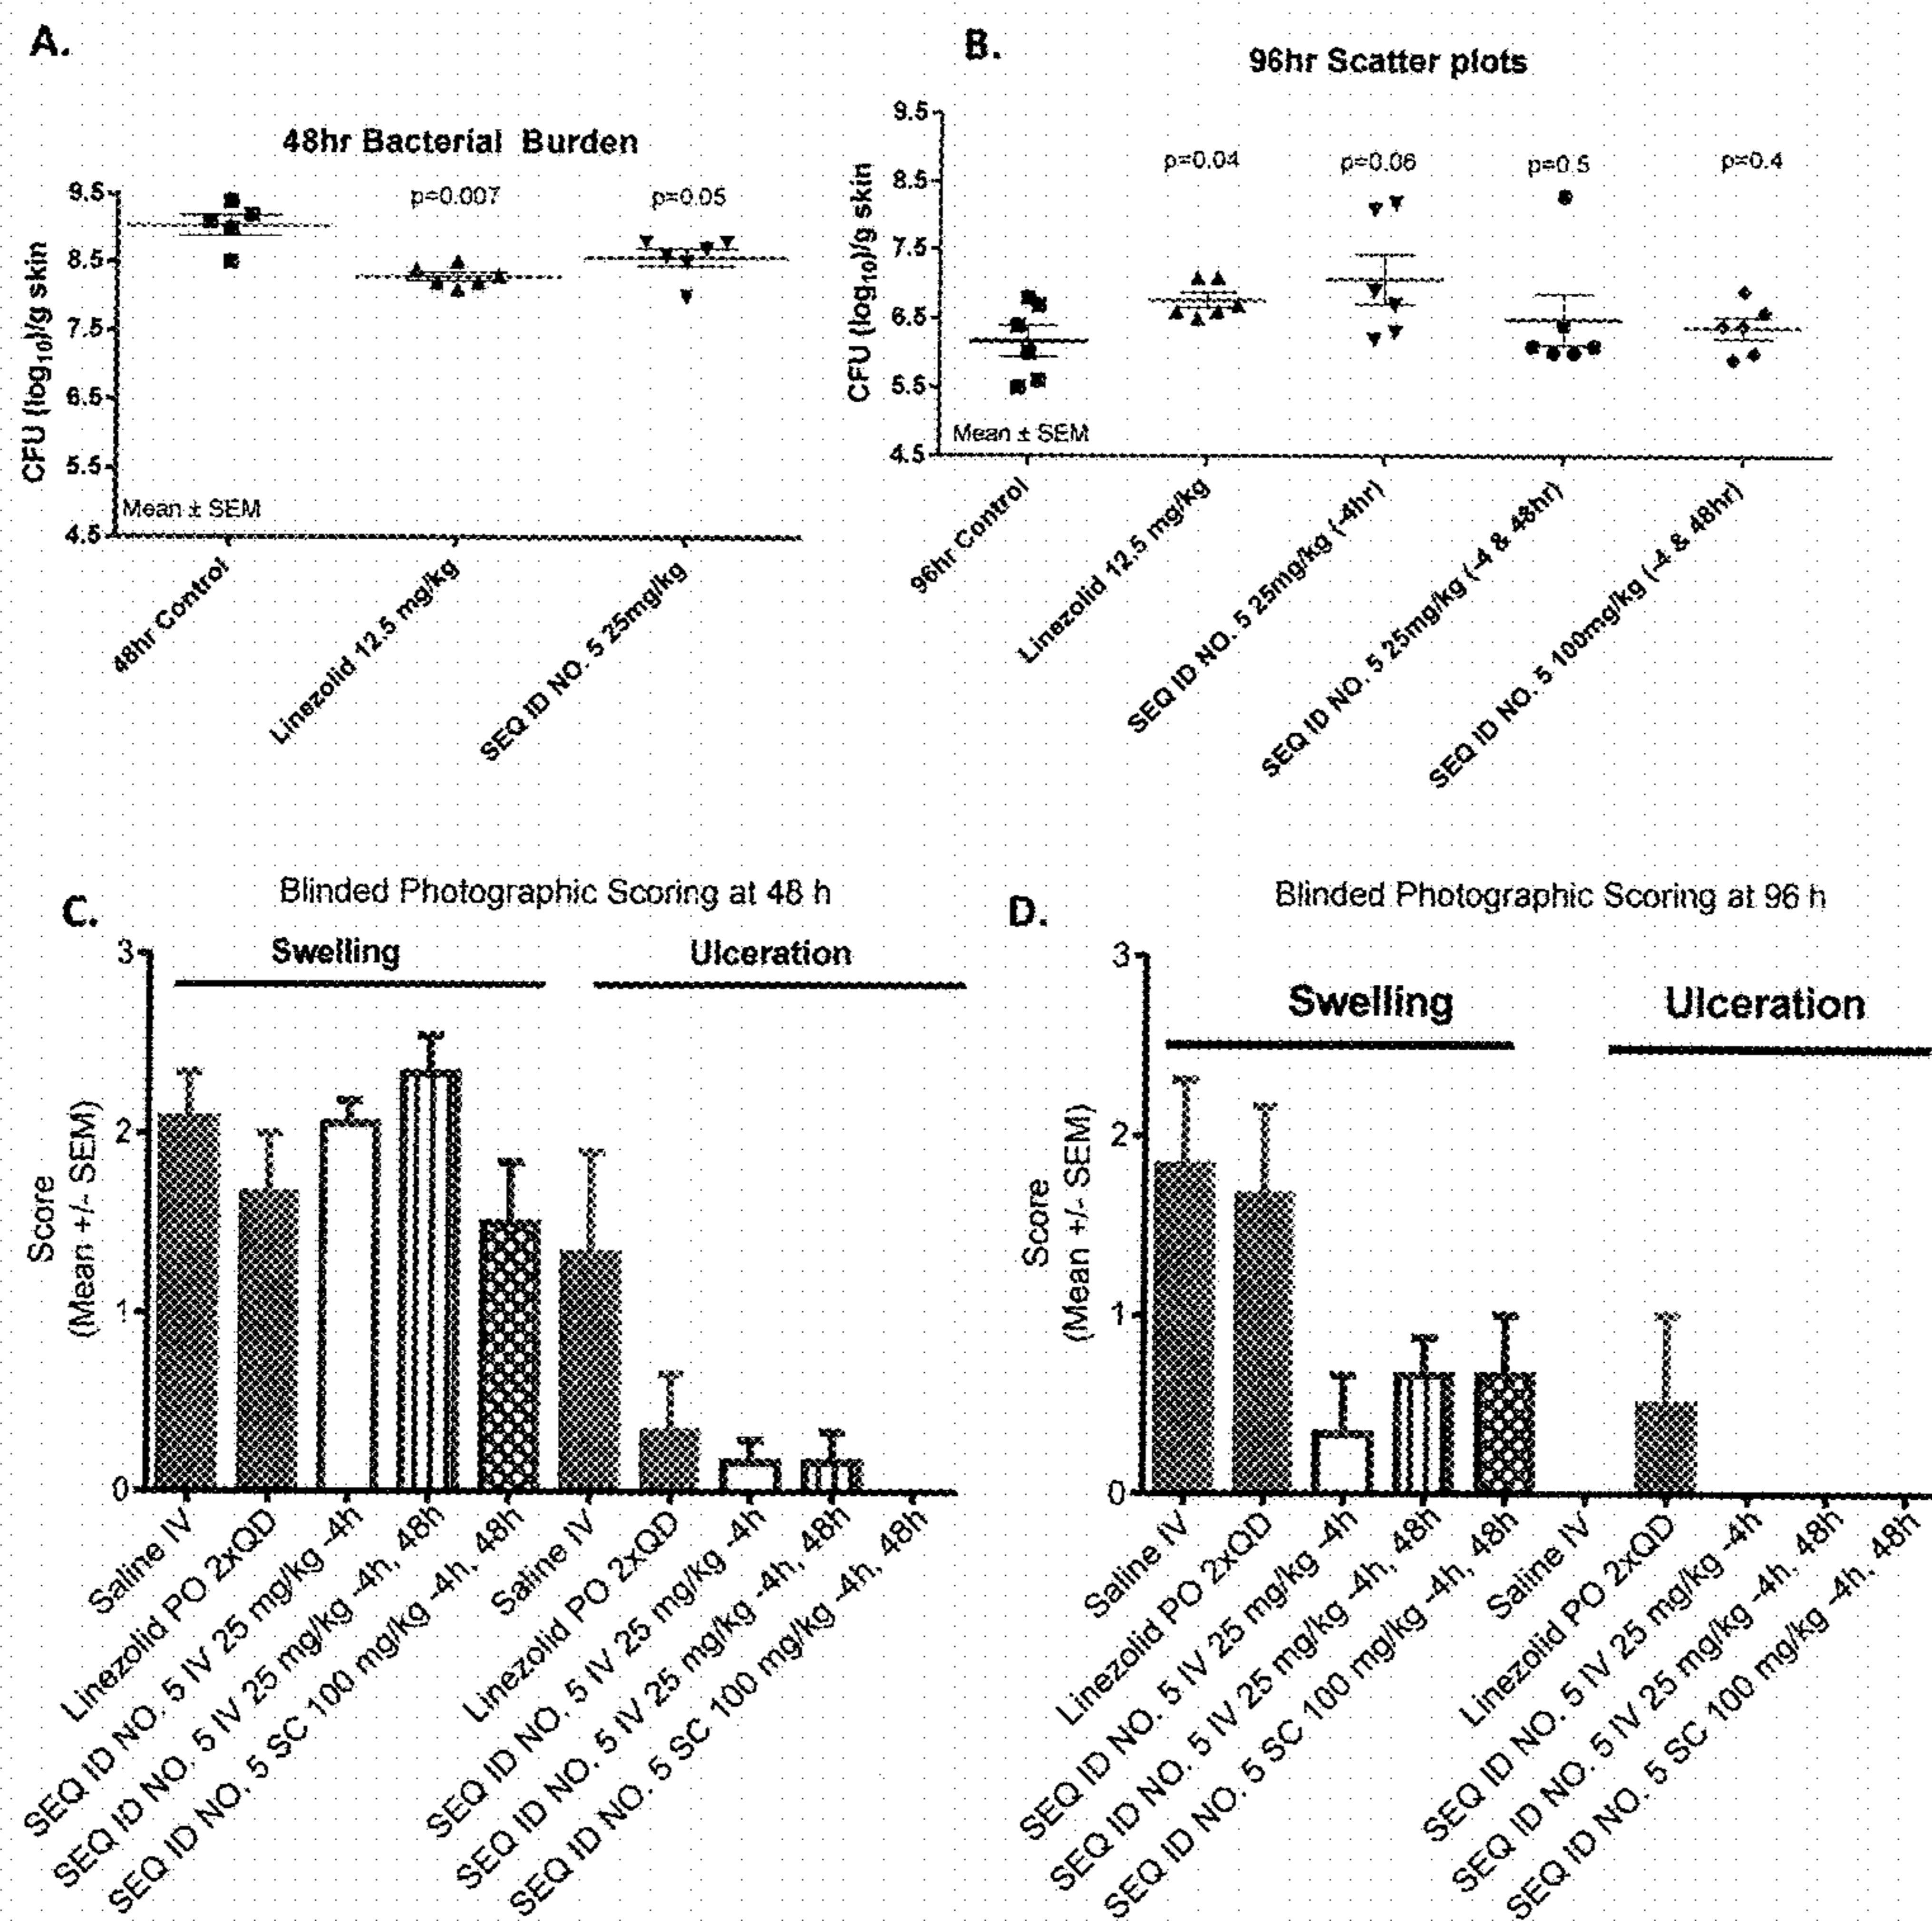 A.
48hr Bacterial Burden
CFU (log10)/g skin
9.5
8.5
7.5
6.5
5.5
4.5
p=0.007
p=0.05
Mean ± SEM
48hr Control
Linezolid 12.5 mg/kg
SEQ ID NO. 5 25mg/kg
B.
96hr Scatter plots
CFU (log10)/g skin
9.5
8.5
7.5
6.5
5.5
4.5
p=0.04
p=0.06
p=0.5
p=0.4
Mean ± SEM
96hr Control
Linezolid 12.5 mg/kg
SEQ ID NO. 5 25mg/kg (-4hr)
SEQ ID NO. 5 25mg/kg (-4 & 48hr)
SEQ ID NO. 5 100mg/kg (-4 & 48hr)
C.
Blinded Photographic Scoring at 48 h
Swelling
Ulceration
Score
(Mean +/- SEM)
3
2
1
0
Saline IV
Linezolid PO 2xQD
SEQ ID NO. 5 IV 25 mg/kg -4h
SEQ ID NO. 5 IV 25 mg/kg -4h, 48h
SEQ ID NO. 5 SC 100 mg/kg -4h, 48h
Saline IV
Linezolid PO 2xQD
SEQ ID NO. 5 IV 25 mg/kg -4h
SEQ ID NO. 5 IV 25 mg/kg -4h, 48h
SEQ ID NO. 5 SC 100 mg/kg -4h, 48h
D.
Blinded Photographic Scoring at 96 h
Swelling
Ulceration
Score
(Mean +/- SEM)
3
2
1
0
Saline IV
Linezolid PO 2xQD
SEQ ID NO. 5 IV 25 mg/kg -4h
SEQ ID NO. 5 IV 25 mg/kg -4h, 48h
SEQ ID NO. 5 SC 100 mg/kg -4h, 48h
Saline IV
Linezolid PO 2xQD
SEQ ID NO. 5 IV 25 mg/kg -4h
SEQ ID NO. 5 IV 25 mg/kg -4h, 48h
SEQ ID NO. 5 SC 100 mg/kg -4h, 48h